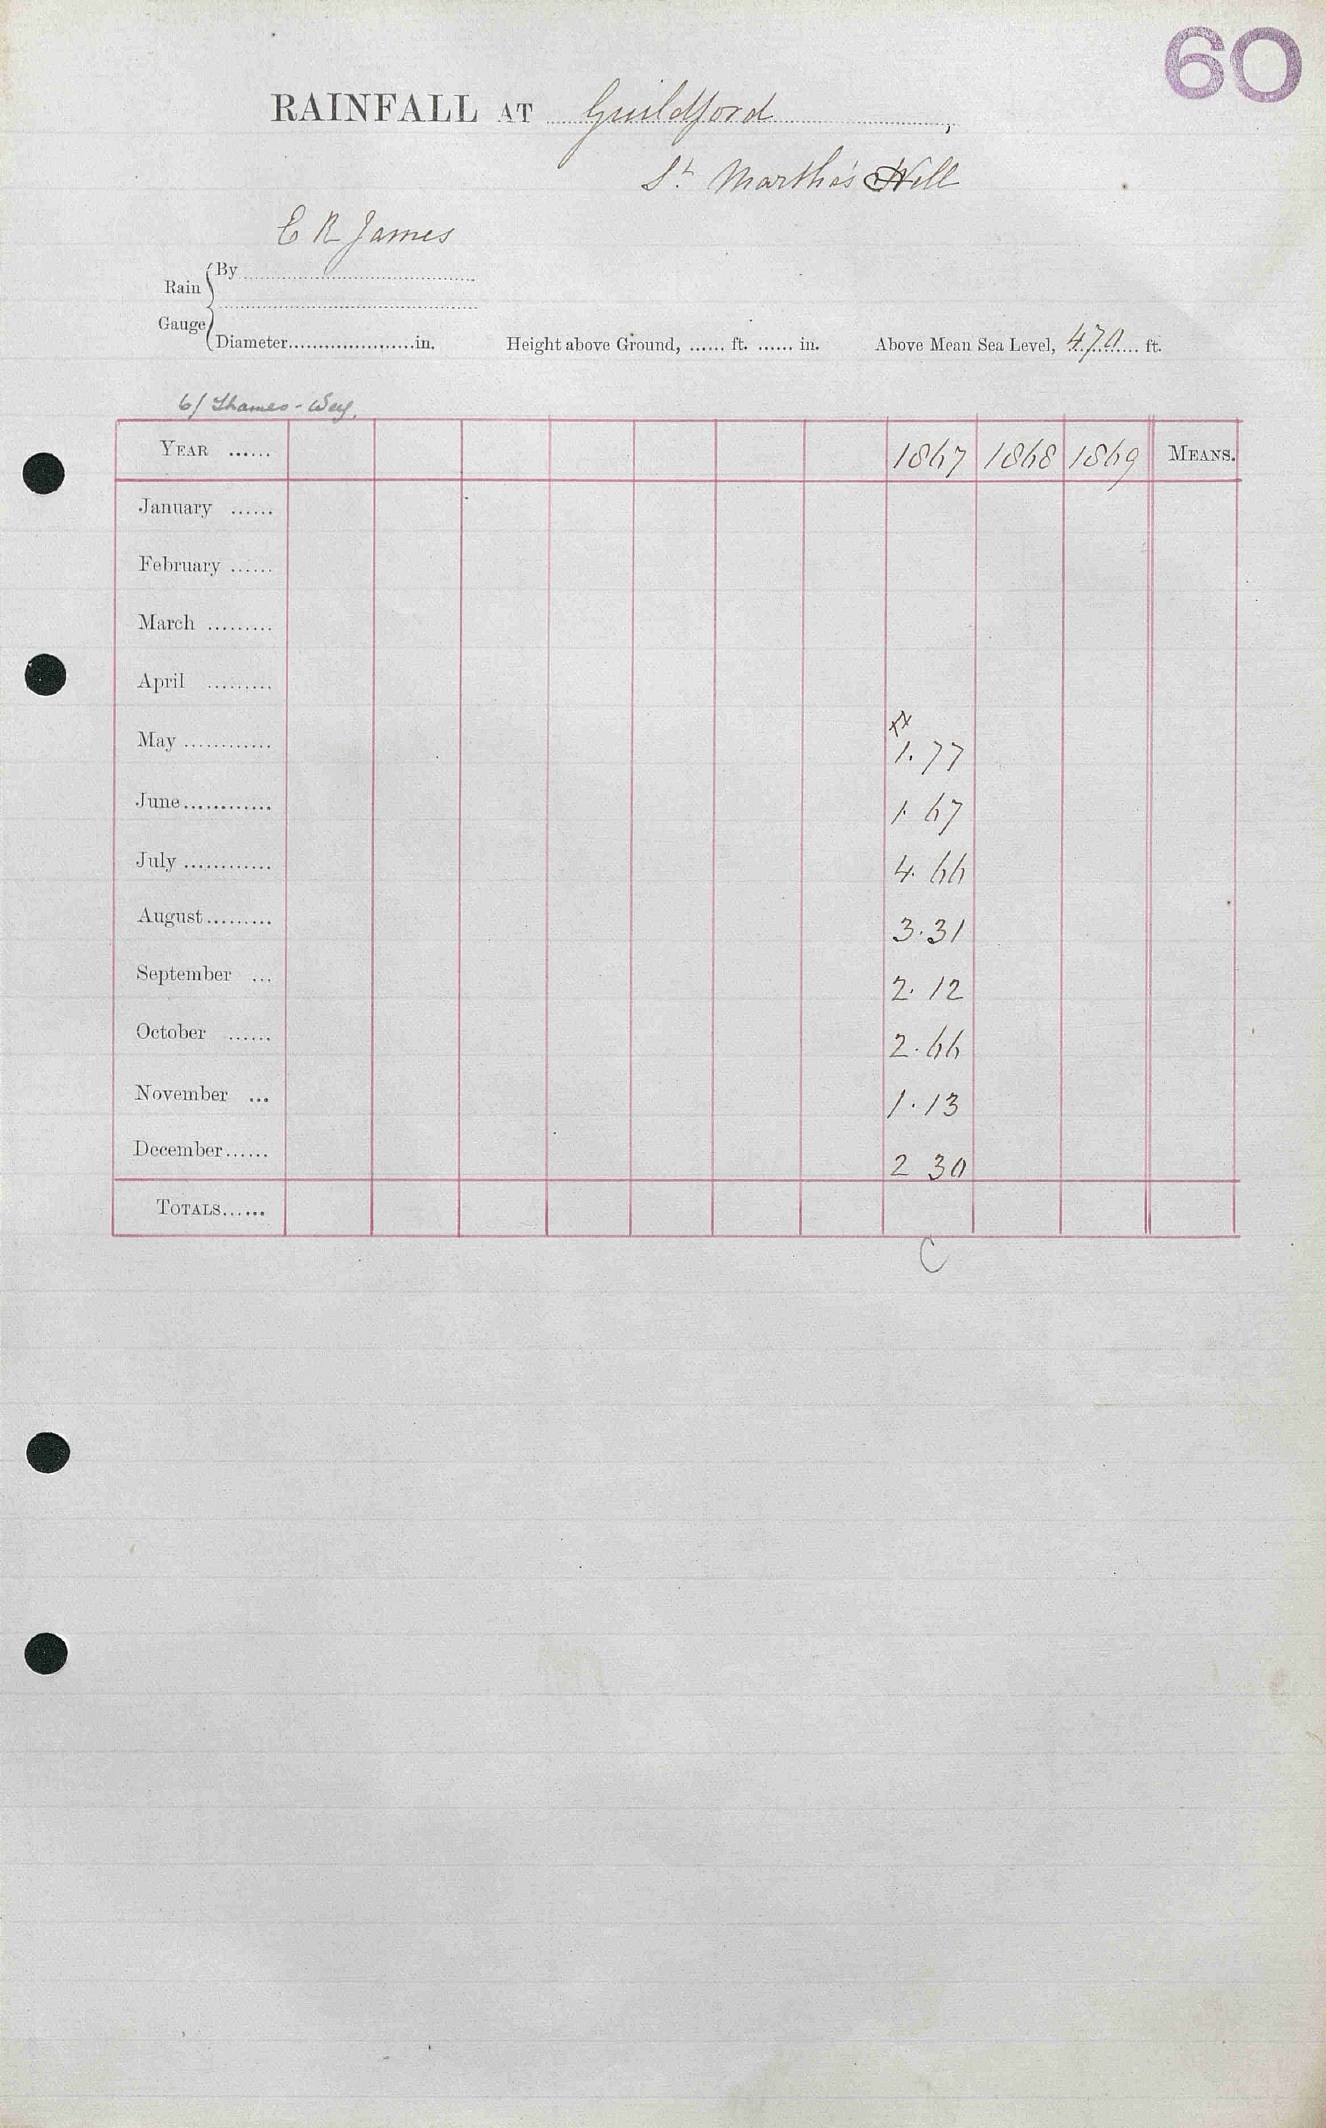 60
RAINFALL AT Guildford,
St. Martha's Hill
E R James
Rain Gauge { By ........
Diameter ........ in. Height above Ground, ...... ft. ...... in. Above Mean Sea Level, 470 ft.
6/ Thames - Wey.
YEAR ...... 1867 1868 1869 MEANS.
January ......
February ......
March .........
April .........
May ............ 1.77
June ............ 1 67
July ............ 4.66
August ......... 3.31
September ... 2.12
October ...... 2.66
November ... 1.13
December ...... 2 30
TOTALS ......
C